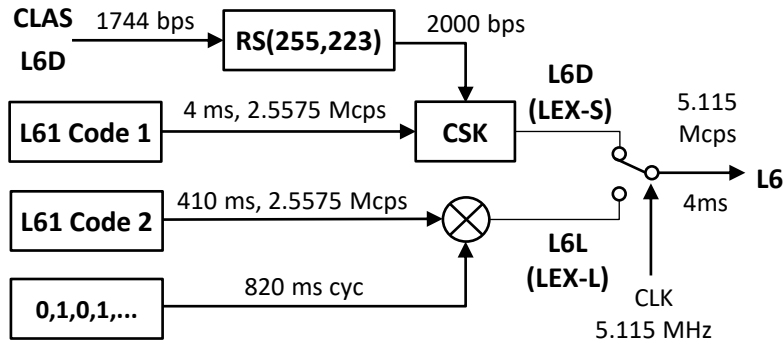 CLAS
L6D
1744 bps
RS(255,223)
2000 bps
L61 Code 1
4 ms, 2.5575 Mcps
CSK
L6D
(LEX-S)
5.115
Mcps
L6
4ms
L61 Code 2
410 ms, 2.5575 Mcps
L6L
(LEX-L)
0,1,0,1,...
820 ms cyc
CLK
5.115 MHz